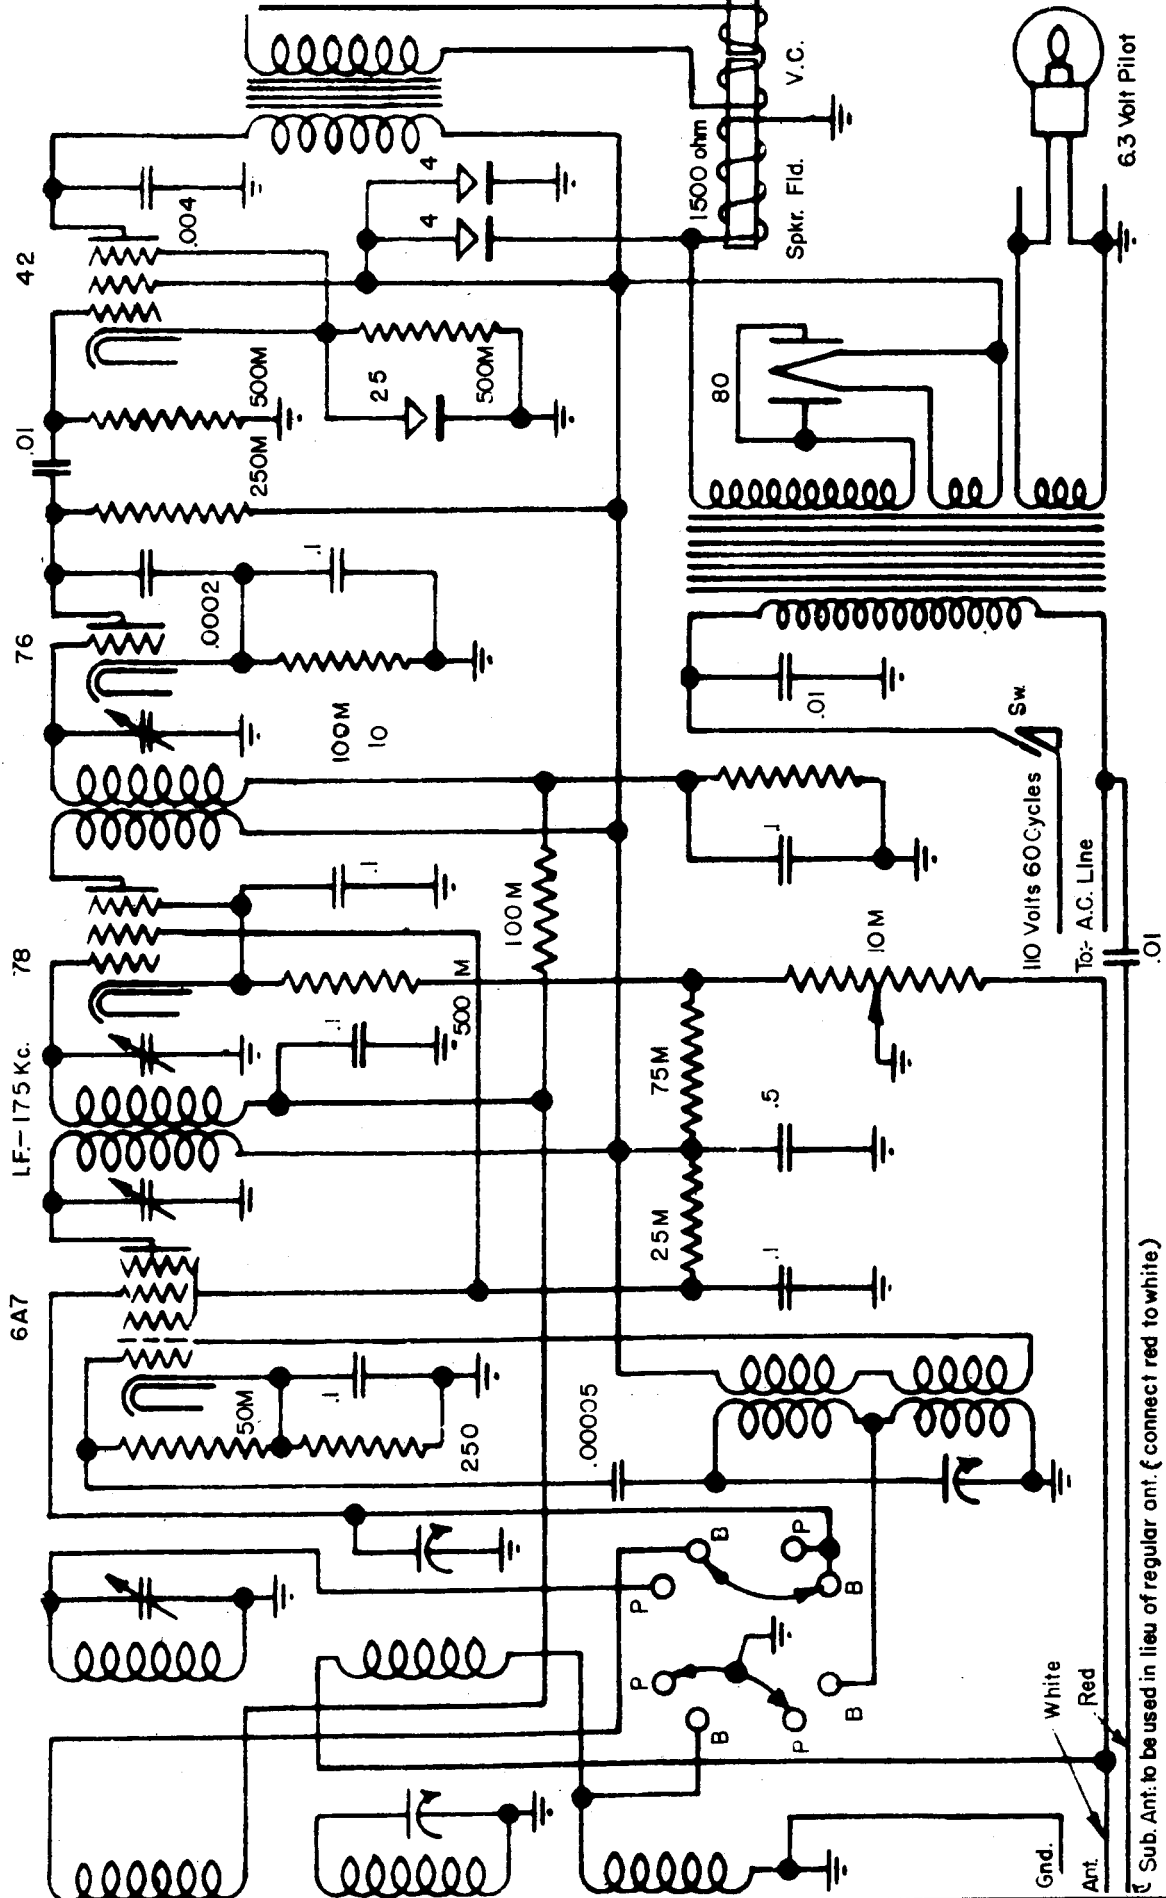 6A7
I.F.-175 Kc.
78
76
42
.01
.004
4
4
500M
250M
25
500M
.0002
.1
100M
10
.1
.1
500 M
100M
50M
.1
250
.00005
25M
75M
.1
.5
10M
.1
.01
80
1500 ohm
Spkr. Fld.
V.C.
6.3 Volt Pilot
Sw.
110 Volts 60 Cycles
To:- A.C. Line
.01
P
B
P
B
P
B
P
B
White
Red
Gnd.
Ant.
( Sub. Ant: to be used in lieu of regular ant. ( connect red to white)